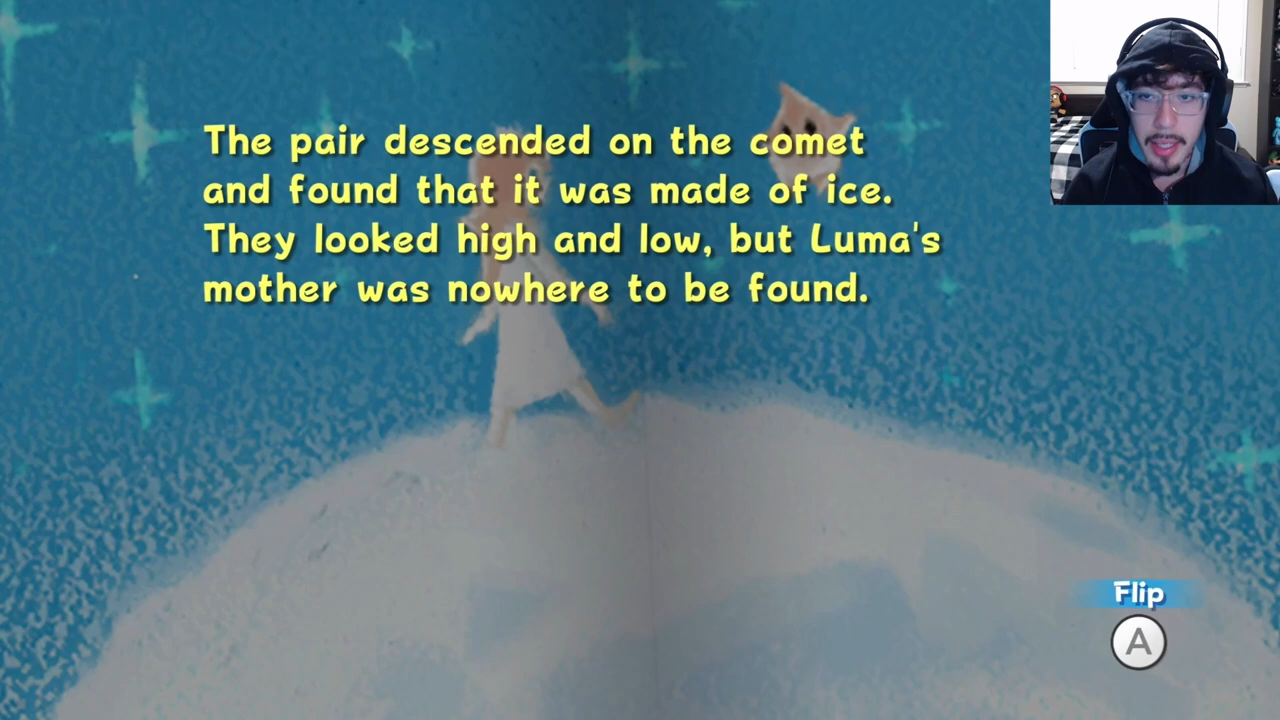 The pair descended on the comet
and found that it was made of ice.
They looked high and low, but Luma's
mother was nowhere to be found.
Flip
A